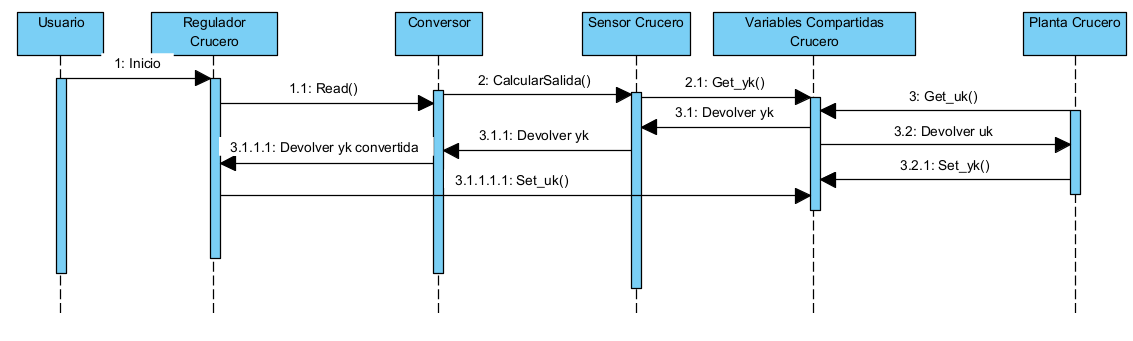 Usuario
Regulador
Crucero
Conversor
Sensor Crucero
Variables Compartidas
Crucero
Planta Crucero
1: Inicio
1.1: Read()
2: CalcularSalida()
2.1: Get_yk()
3: Get_uk()
3.1: Devolver yk
3.2: Devolver uk
3.1.1: Devolver yk
3.1.1.1: Devolver yk convertida
3.2.1: Set_yk()
3.1.1.1.1: Set_uk()